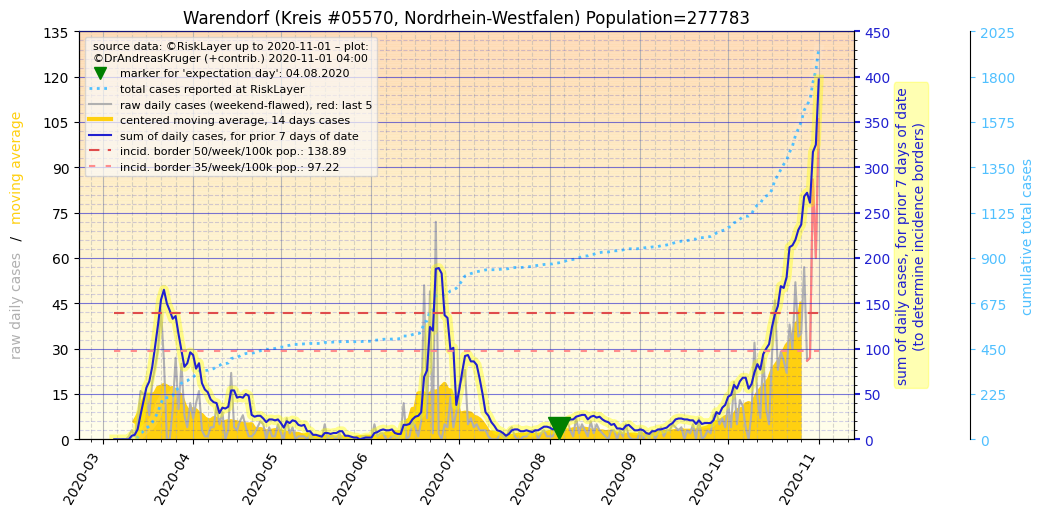 Warendorf (Kreis #05570, Nordrhein-Westfalen) Population=277783
source data: ©RiskLayer up to 2020-11-01 – plot:
©DrAndreasKruger (+contrib.) 2020-11-01 04:00
marker for 'expectation day': 04.08.2020
total cases reported at RiskLayer
raw daily cases (weekend-flawed), red: last 5
centered moving average, 14 days cases
sum of daily cases, for prior 7 days of date
incid. border 50/week/100k pop.: 138.89
incid. border 35/week/100k pop.: 97.22
raw daily cases / moving average
135
120
105
90
75
60
45
30
15
0
2020-03
2020-04
2020-05
2020-06
2020-07
2020-08
2020-09
2020-10
2020-11
450
400
350
300
250
200
150
100
50
0
sum of daily cases, for prior 7 days of date
(to determine incidence borders)
2025
1800
1575
1350
1125
900
675
450
225
0
cumulative total cases